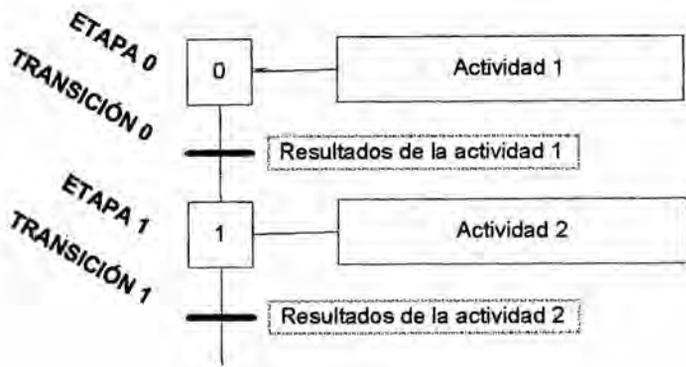 ETAPA 0
0
Actividad 1
TRANSICIÓN 0
Resultados de la actividad 1
ETAPA 1
1
Actividad 2
TRANSICIÓN 1
Resultados de la actividad 2